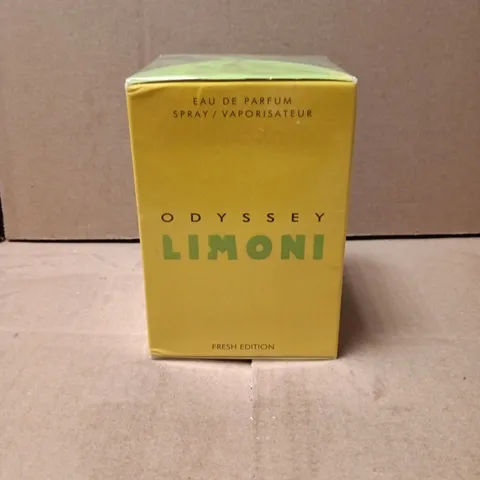 EAU DE PARFUM
SPRAY / VAPORISATEUR
ODYSSEY
LIMONI
FRESH EDITION